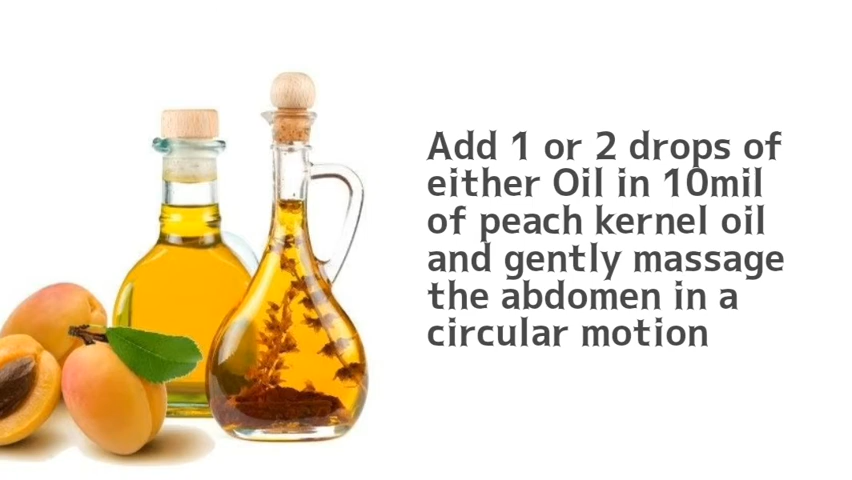 Add 1 or 2 drops of
either Oil in 10mil
of peach kernel oil
and gently massage
the abdomen in a
circular motion